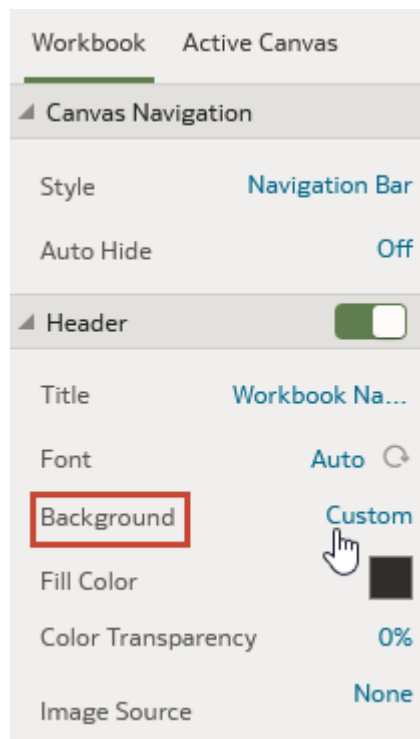 Workbook Active Canvas
Canvas Navigation
Style Navigation Bar
Auto Hide Off
Header
Title Workbook Na...
Font Auto
Background Custom
Fill Color
Color Transparency 0%
Image Source None